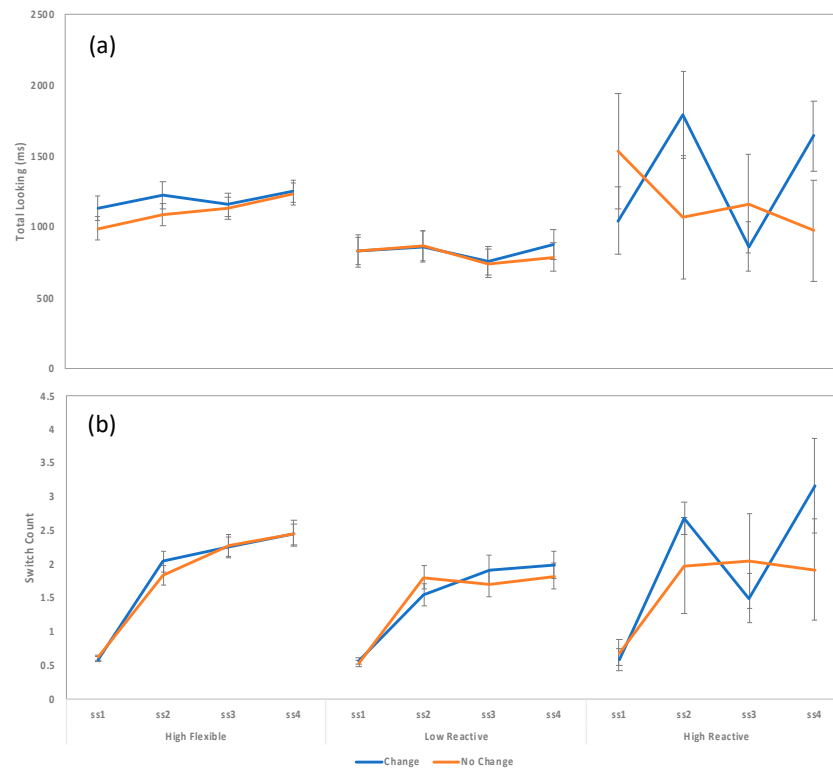 2500
(a)
2000
1500
1000
500
0
Total Looking (ms)
4.5
(b)
4
3.5
3
2.5
2
1.5
1
0.5
0
Switch Count
ss1 ss2 ss3 ss4 ss1 ss2 ss3 ss4 ss1 ss2 ss3 ss4
High Flexible Low Reactive High Reactive
Change No Change